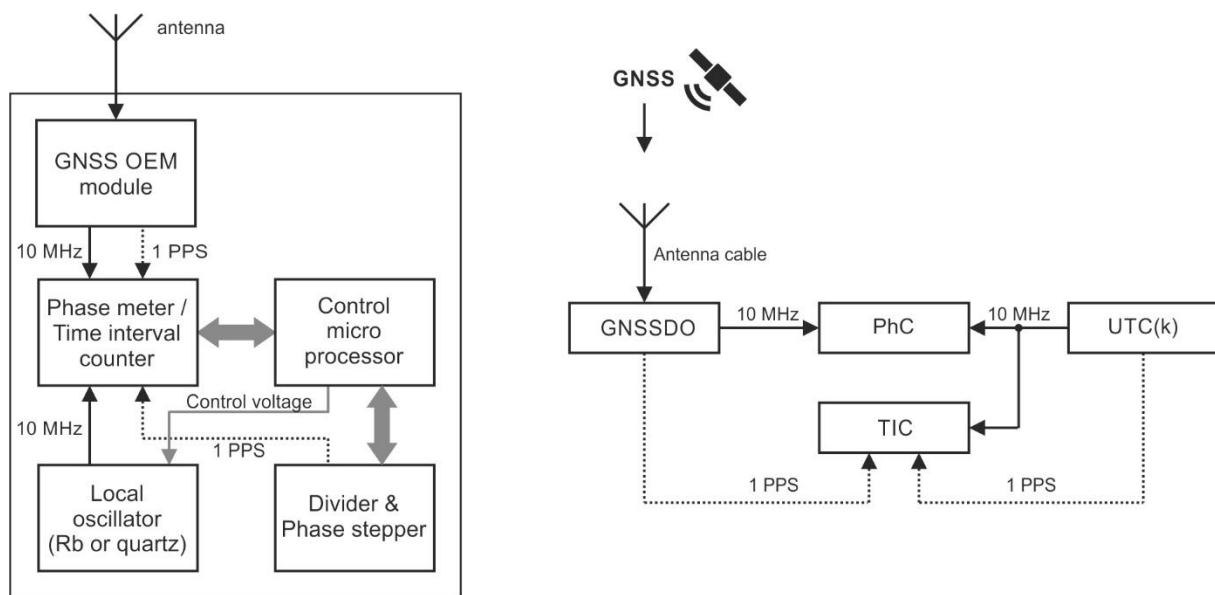 antenna
GNSS OEM
module
10 MHz
1 PPS
Phase meter /
Time interval
counter
Control
micro
processor
Control voltage
10 MHz
1 PPS
Local
oscillator
(Rb or quartz)
Divider &
Phase stepper
GNSS
Antenna cable
GNSSDO
10 MHz
PhC
10 MHz
UTC(k)
TIC
1 PPS
1 PPS